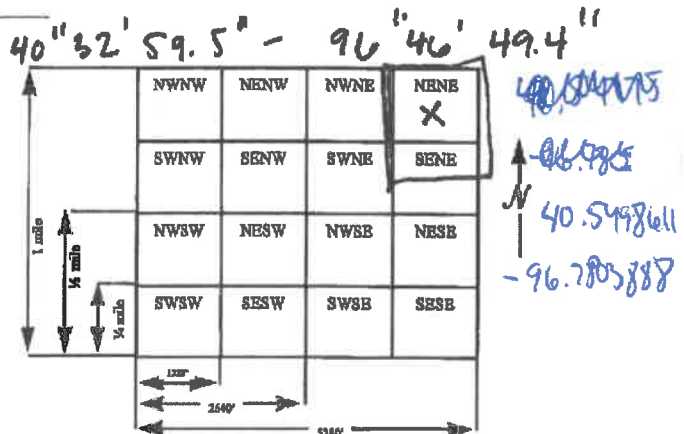 40" 32' 59.5" - 96" 46' 49.4"
NWNW NENW NWNE NENE
X
SWNW SENW SWNE SENE
N
NWSW NESW NWSE NESE
40.5498611
-96.7803888
SWSW SESW SWSE SESE
1 mile
½ mile
¼ mile
2640'
5280'